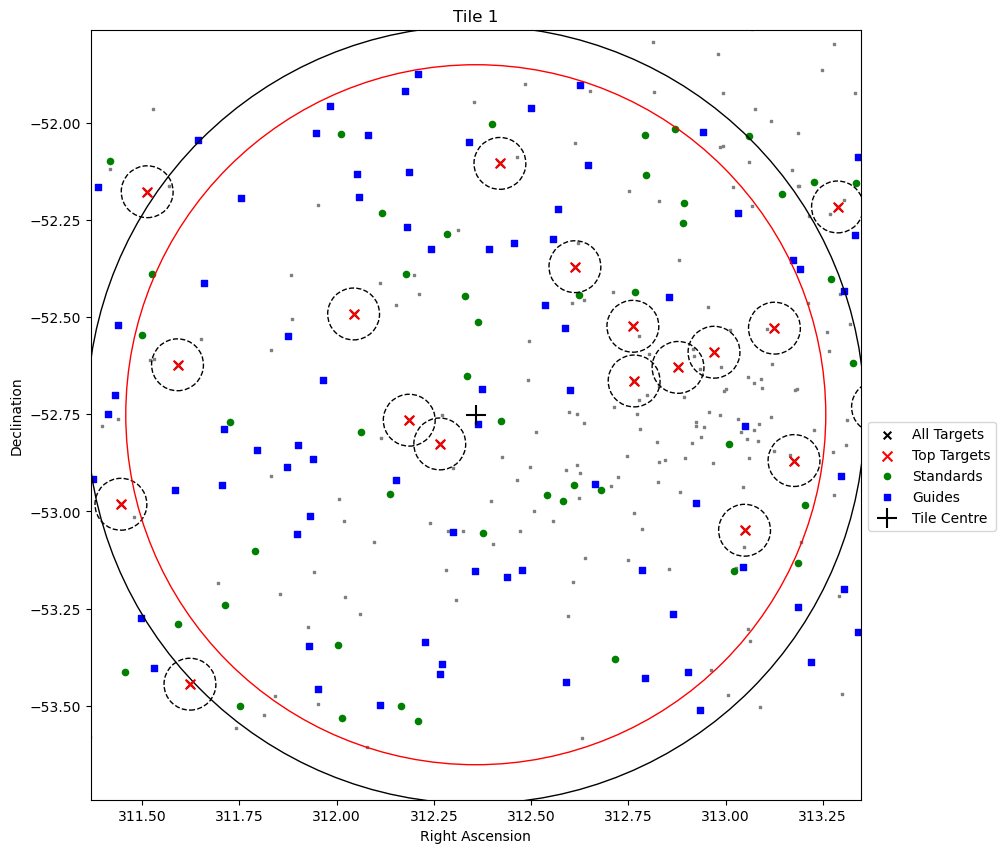 Tile 1
Declination
−52.00
−52.25
−52.50
−52.75
−53.00
−53.25
−53.50
311.50 311.75 312.00 312.25 312.50 312.75 313.00 313.25
Right Ascension
All Targets
Top Targets
Standards
Guides
Tile Centre